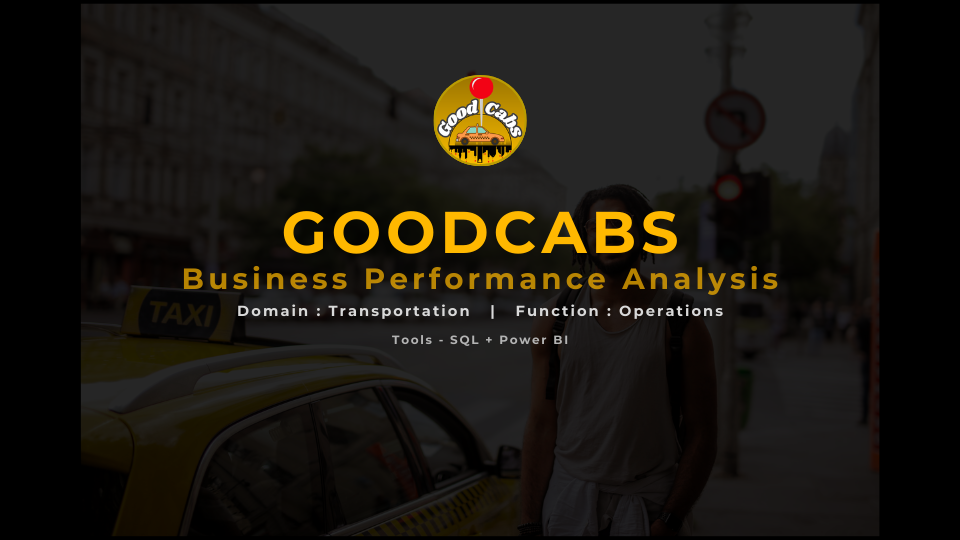 Good Cabs
GOODCABS
Business Performance Analysis
TAXI
Domain : Transportation | Function : Operations
Tools - SQL + Power BI